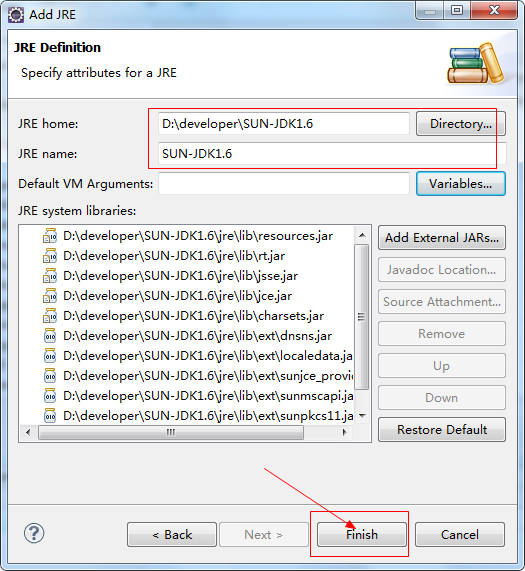 Add JRE
JRE Definition
Specify attributes for a JRE
JRE home: D:\developer\SUN-JDK1.6 Directory...
JRE name: SUN-JDK1.6
Default VM Arguments: Variables...
JRE system libraries:
D:\developer\SUN-JDK1.6\jre\lib\resources.jar
D:\developer\SUN-JDK1.6\jre\lib\rt.jar
D:\developer\SUN-JDK1.6\jre\lib\jsse.jar
D:\developer\SUN-JDK1.6\jre\lib\jce.jar
D:\developer\SUN-JDK1.6\jre\lib\charsets.jar
D:\developer\SUN-JDK1.6\jre\lib\ext\dnsns.jar
D:\developer\SUN-JDK1.6\jre\lib\ext\localedata.ja
D:\developer\SUN-JDK1.6\jre\lib\ext\sunjce_provid
D:\developer\SUN-JDK1.6\jre\lib\ext\sunmscapi.ja
D:\developer\SUN-JDK1.6\jre\lib\ext\sunpkcs11.ja
Add External JARs...
Javadoc Location...
Source Attachment...
Remove
Up
Down
Restore Default
? < Back Next > Finish Cancel